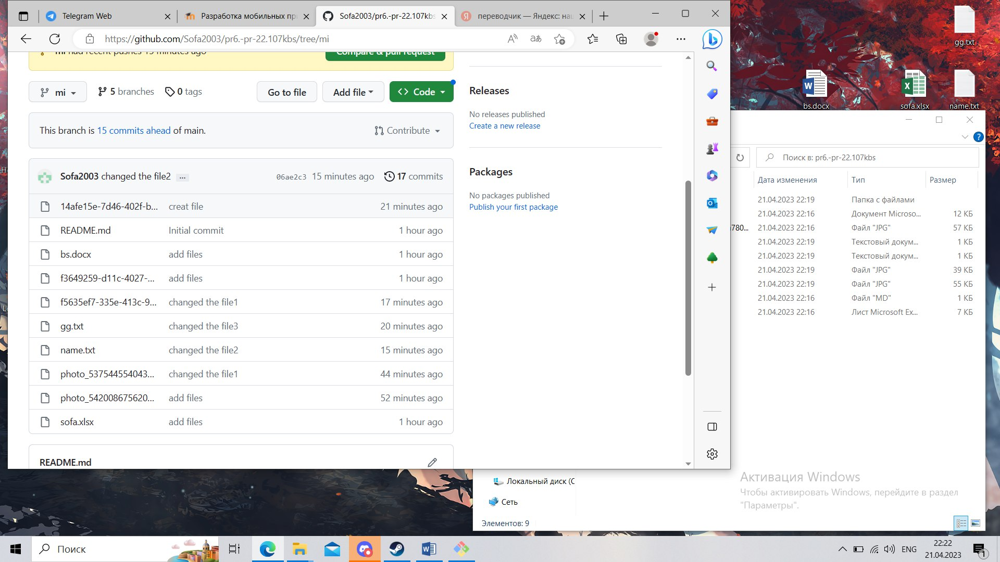 Telegram Web
Разработка мобильных пр
Sofa2003/pr6.-pr-22.107kbs
переводчик — Яндекс: на
https://github.com/Sofa2003/pr6.-pr-22.107kbs/tree/mi
mi had recent pushes 15 minutes ago
Compare & pull request
mi
5 branches
0 tags
Go to file
Add file
Code
This branch is 15 commits ahead of main.
Contribute
Sofa2003 changed the file2 ...
06ae2c3 15 minutes ago
17 commits
14afe15e-7d46-402f-b... creat file 21 minutes ago
README.md Initial commit 1 hour ago
bs.docx add files 1 hour ago
f3649259-d11c-4027-... add files 1 hour ago
f5635ef7-335e-413c-9... changed the file1 17 minutes ago
gg.txt changed the file3 20 minutes ago
name.txt changed the file2 15 minutes ago
photo_537544554043... changed the file1 44 minutes ago
photo_542008675620... add files 52 minutes ago
sofa.xlsx add files 1 hour ago
README.md
Releases
No releases published
Create a new release
Packages
No packages published
Publish your first package
gg.txt
bs.docx
sofa.xlsx
name.txt
Поиск в: pr6.-pr-22.107kbs
Дата изменения Тип Размер
21.04.2023 22:19 Папка с файлами
21.04.2023 22:16 Документ Microso... 12 КБ
780... 21.04.2023 22:16 Файл "JPG" 57 КБ
21.04.2023 22:19 Текстовый докум... 1 КБ
21.04.2023 22:19 Текстовый докум... 1 КБ
21.04.2023 22:19 Файл "JPG" 39 КБ
21.04.2023 22:19 Файл "JPG" 55 КБ
21.04.2023 22:16 Файл "MD" 1 КБ
21.04.2023 22:16 Лист Microsoft Ex... 7 КБ
Локальный диск (C
Сеть
Элементов: 9
Активация Windows
Чтобы активировать Windows, перейдите в раздел
"Параметры".
Поиск
ENG
22:22
21.04.2023
1